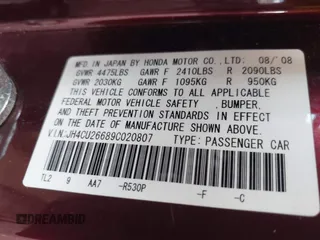 MFD. IN JAPAN BY HONDA MOTOR CO., LTD. 08/'08
GVWR 4475LBS GAWR F 2410LBS R 2090LBS
GVWR 2030KG GAWR F 1095KG R 950KG
THIS VEHICLE CONFORMS TO ALL APPLICABLE
FEDERAL MOTOR VEHICLE SAFETY, BUMPER,
AND THEFT PREVENTION STANDARDS IN
EFFECT ON THE DATE OF MANUFACTURE SHOWN
ABOVE.
V.I.N:JH4CU26689C020807 TYPE: PASSENGER CAR
TL2 9 AA7 -R530P -F -C
DREAMBID